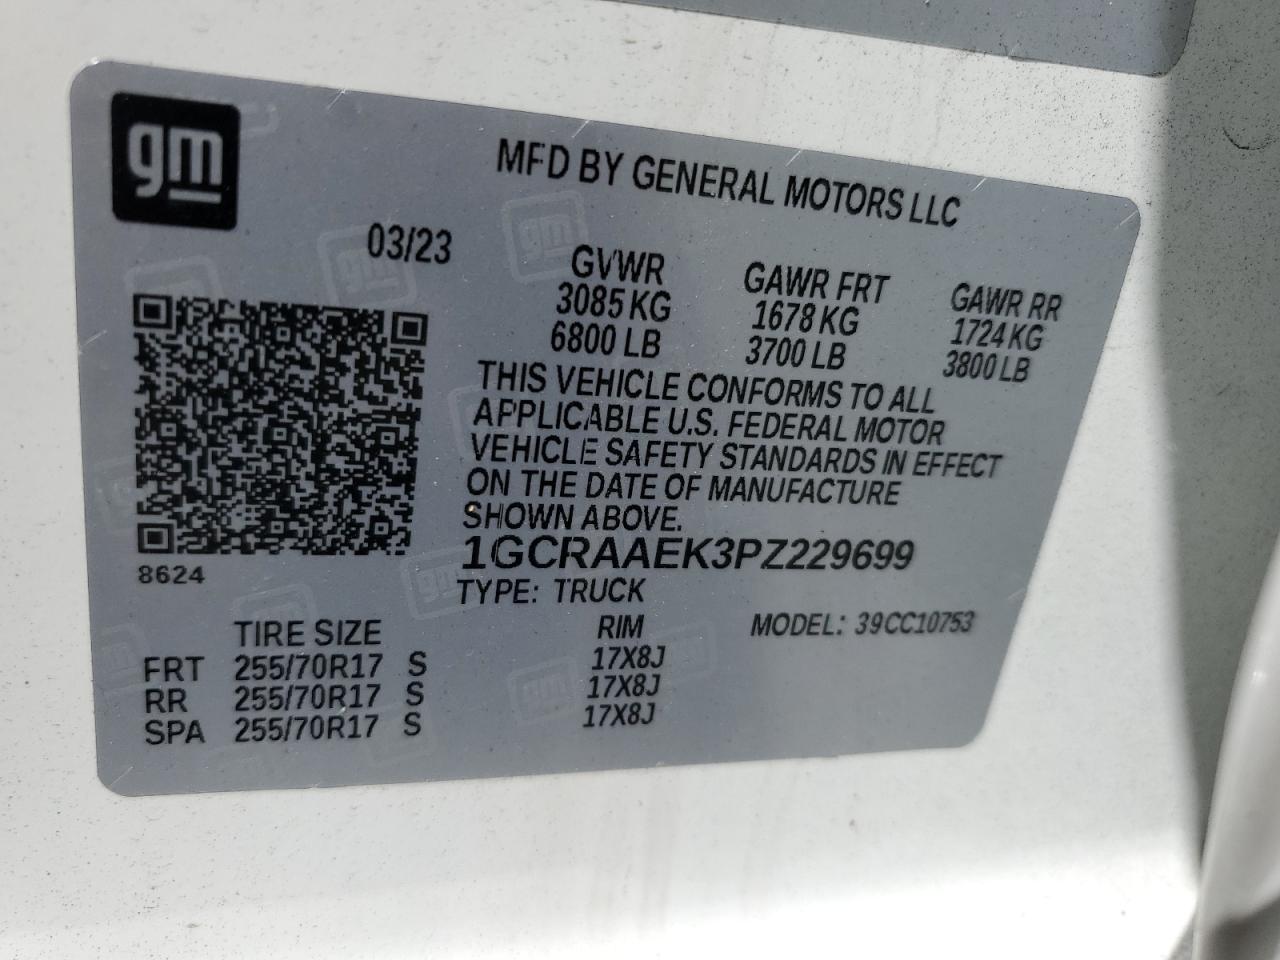 gm
MFD BY GENERAL MOTORS LLC
03/23
GVWR GAWR FRT GAWR RR
3085 KG 1678 KG 1724 KG
6800 LB 3700 LB 3800 LB
THIS VEHICLE CONFORMS TO ALL
APPLICABLE U.S. FEDERAL MOTOR
VEHICLE SAFETY STANDARDS IN EFFECT
ON THE DATE OF MANUFACTURE
SHOWN ABOVE.
1GCRAAEK3PZ229699
8624
TYPE: TRUCK
TIRE SIZE RIM MODEL: 39CC10753
FRT 255/70R17 S 17X8J
RR 255/70R17 S 17X8J
SPA 255/70R17 S 17X8J